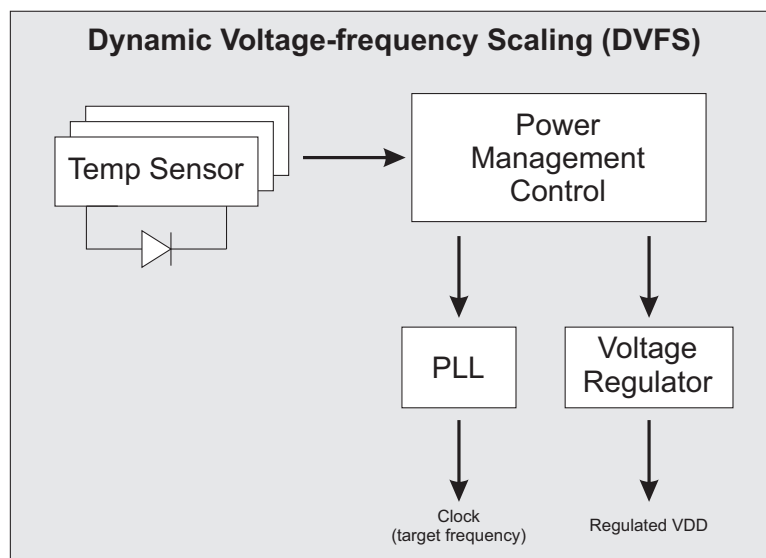 Dynamic Voltage-frequency Scaling (DVFS)
Temp Sensor
Power
Management
Control
PLL
Voltage
Regulator
Clock
(target frequency)
Regulated VDD